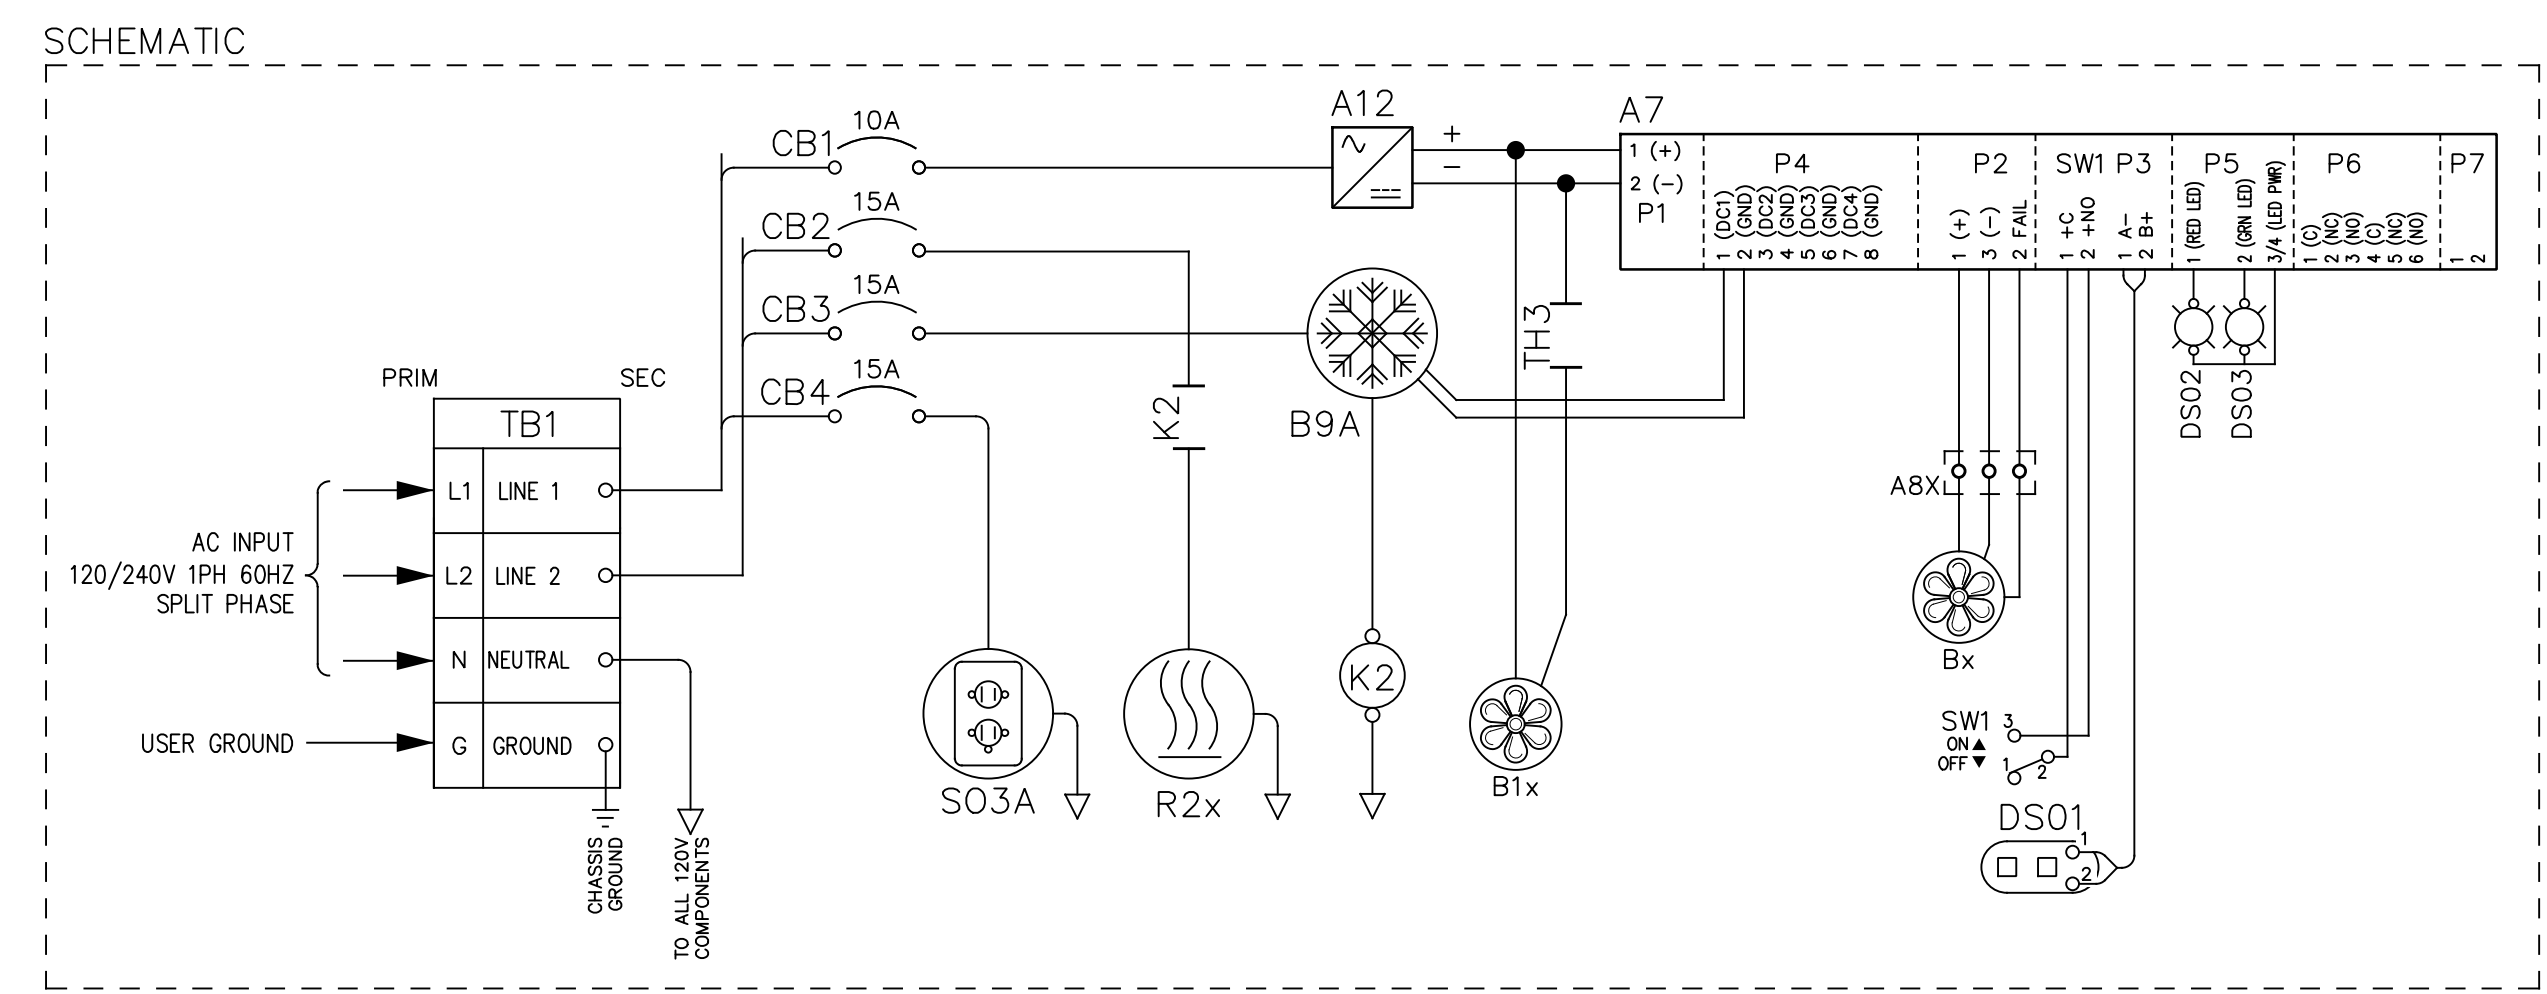 SCHEMATIC
A12
A7
10A
CB1
+
−
1 (+)
2 (−)
P1
P4
1 (DC1)
2 (GND)
3 (DC2)
4 (GND)
5 (DC3)
6 (GND)
7 (DC4)
8 (GND)
P2
1 (+)
3 (−)
2 FAIL
SW1 P3
1 +C
2 +NO
1 A−
2 B+
P5
1 (RED LED)
2 (GRN LED)
3/4 (LED PWR)
P6
1 (C)
2 (NC)
3 (NO)
4 (C)
5 (NC)
6 (NO)
P7
1
2
15A
CB2
15A
CB3
15A
CB4
TH3
K2
B9A
DS02
DS03
PRIM
SEC
TB1
L1 LINE 1
L2 LINE 2
N NEUTRAL
G GROUND
AC INPUT
120/240V 1PH 60HZ
SPLIT PHASE
USER GROUND
CHASSIS
GROUND
TO ALL 120V
COMPONENTS
SO3A
R2x
K2
B1x
A8X
Bx
SW1
3
ON
OFF
1
2
DS01
1
2